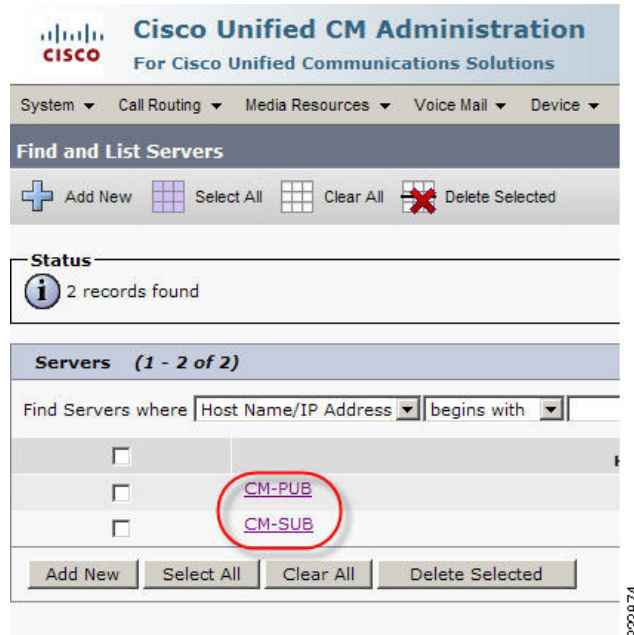 cisco
Cisco Unified CM Administration
For Cisco Unified Communications Solutions
System Call Routing Media Resources Voice Mail Device
Find and List Servers
Add New Select All Clear All Delete Selected
Status
i 2 records found
Servers (1 - 2 of 2)
Find Servers where Host Name/IP Address begins with
CM-PUB
CM-SUB
Add New Select All Clear All Delete Selected